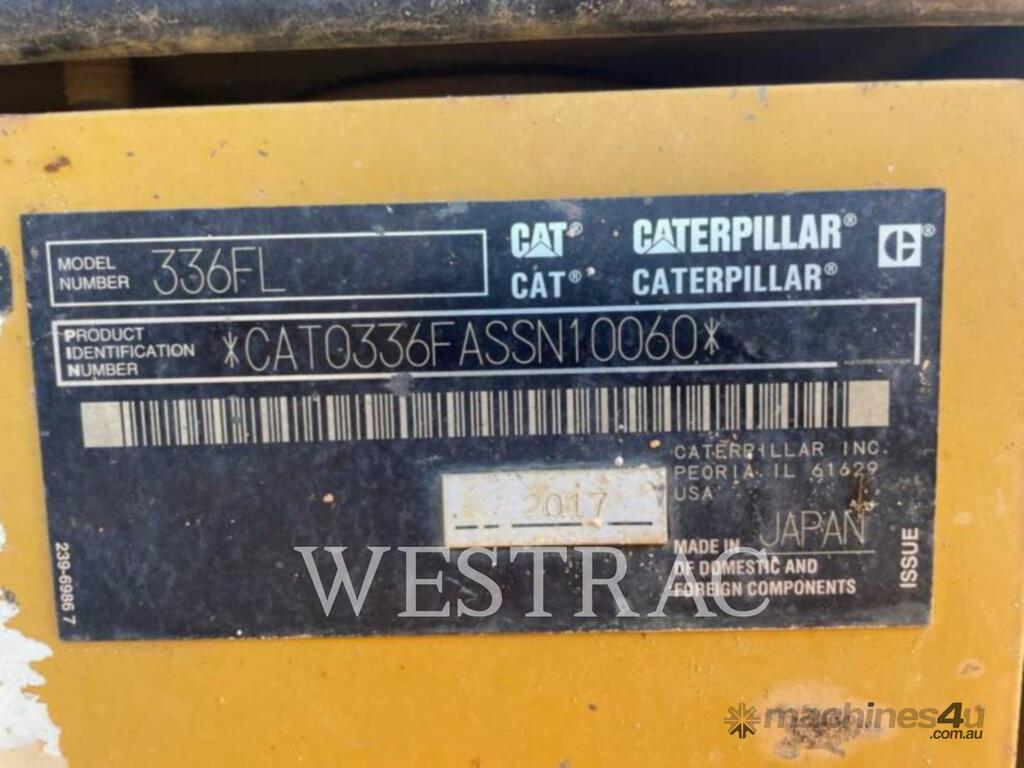 MODEL NUMBER 336FL
CAT® CATERPILLAR® ®
CAT® CATERPILLAR®
PRODUCT IDENTIFICATION NUMBER *CAT0336FASSN10060*
CATERPILLAR INC.
PEORIA IL 61629
USA
2017
MADE IN JAPAN
OF DOMESTIC AND
FOREIGN COMPONENTS
ISSUE
239-6986 7
WESTRAC
machines4u
.com.au